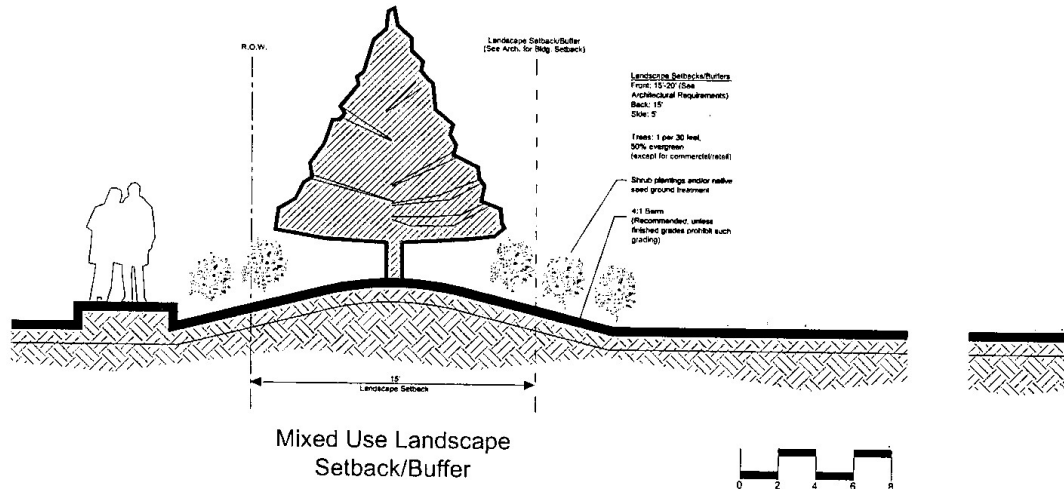 R.O.W.
Landscape Setback/Buffer
(See Arch. for Bldg. Setback)
Landscape Setbacks/Buffers
Front: 15'-20' (See
Architectural Requirements)
Back: 15'
Side: 5'
Trees: 1 per 30 feet,
50% evergreen
(except for commercial/retail)
Shrub plantings and/or native
seed ground treatment
4:1 Berm
(Recommended, unless
finished grades prohibit such
grading)
15'
Landscape Setback
Mixed Use Landscape
Setback/Buffer
0 2 4 6 8